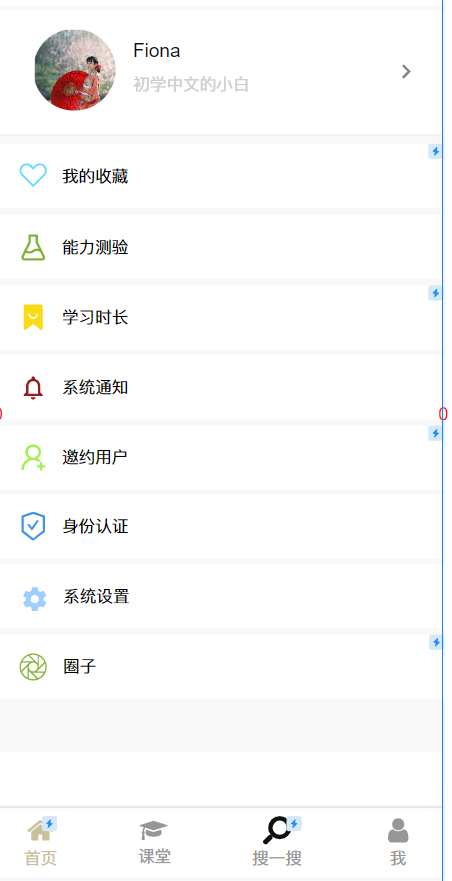 Fiona
初学中文的小白
我的收藏
能力测验
学习时长
系统通知
邀约用户
身份认证
系统设置
圈子
首页
课堂
搜一搜
我